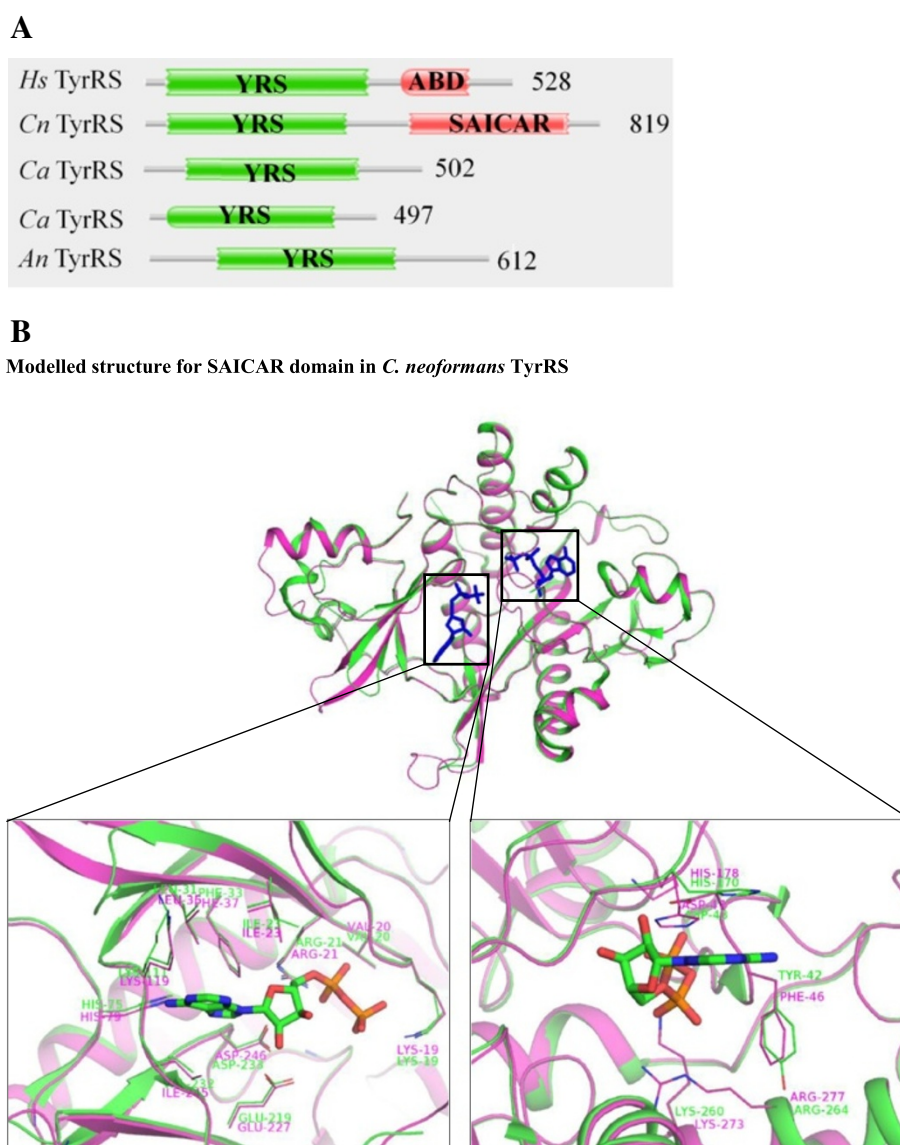 A
Hs TyrRS YRS ABD 528
Cn TyrRS YRS SAICAR 819
Ca TyrRS YRS 502
Ca TyrRS YRS 497
An TyrRS YRS 612
B
Modelled structure for SAICAR domain in C. neoformans TyrRS
PHE-33
PHE-37
ILE-23
VAL-20
ARG-21
ARG-21
LYS-119
HIS-75
HIS-79
ASP-246
ASP-233
LYS-19
LYS-19
GLU-219
GLU-227
HIS-178
HIS-170
TYR-42
PHE-46
ARG-277
ARG-264
LYS-260
LYS-273